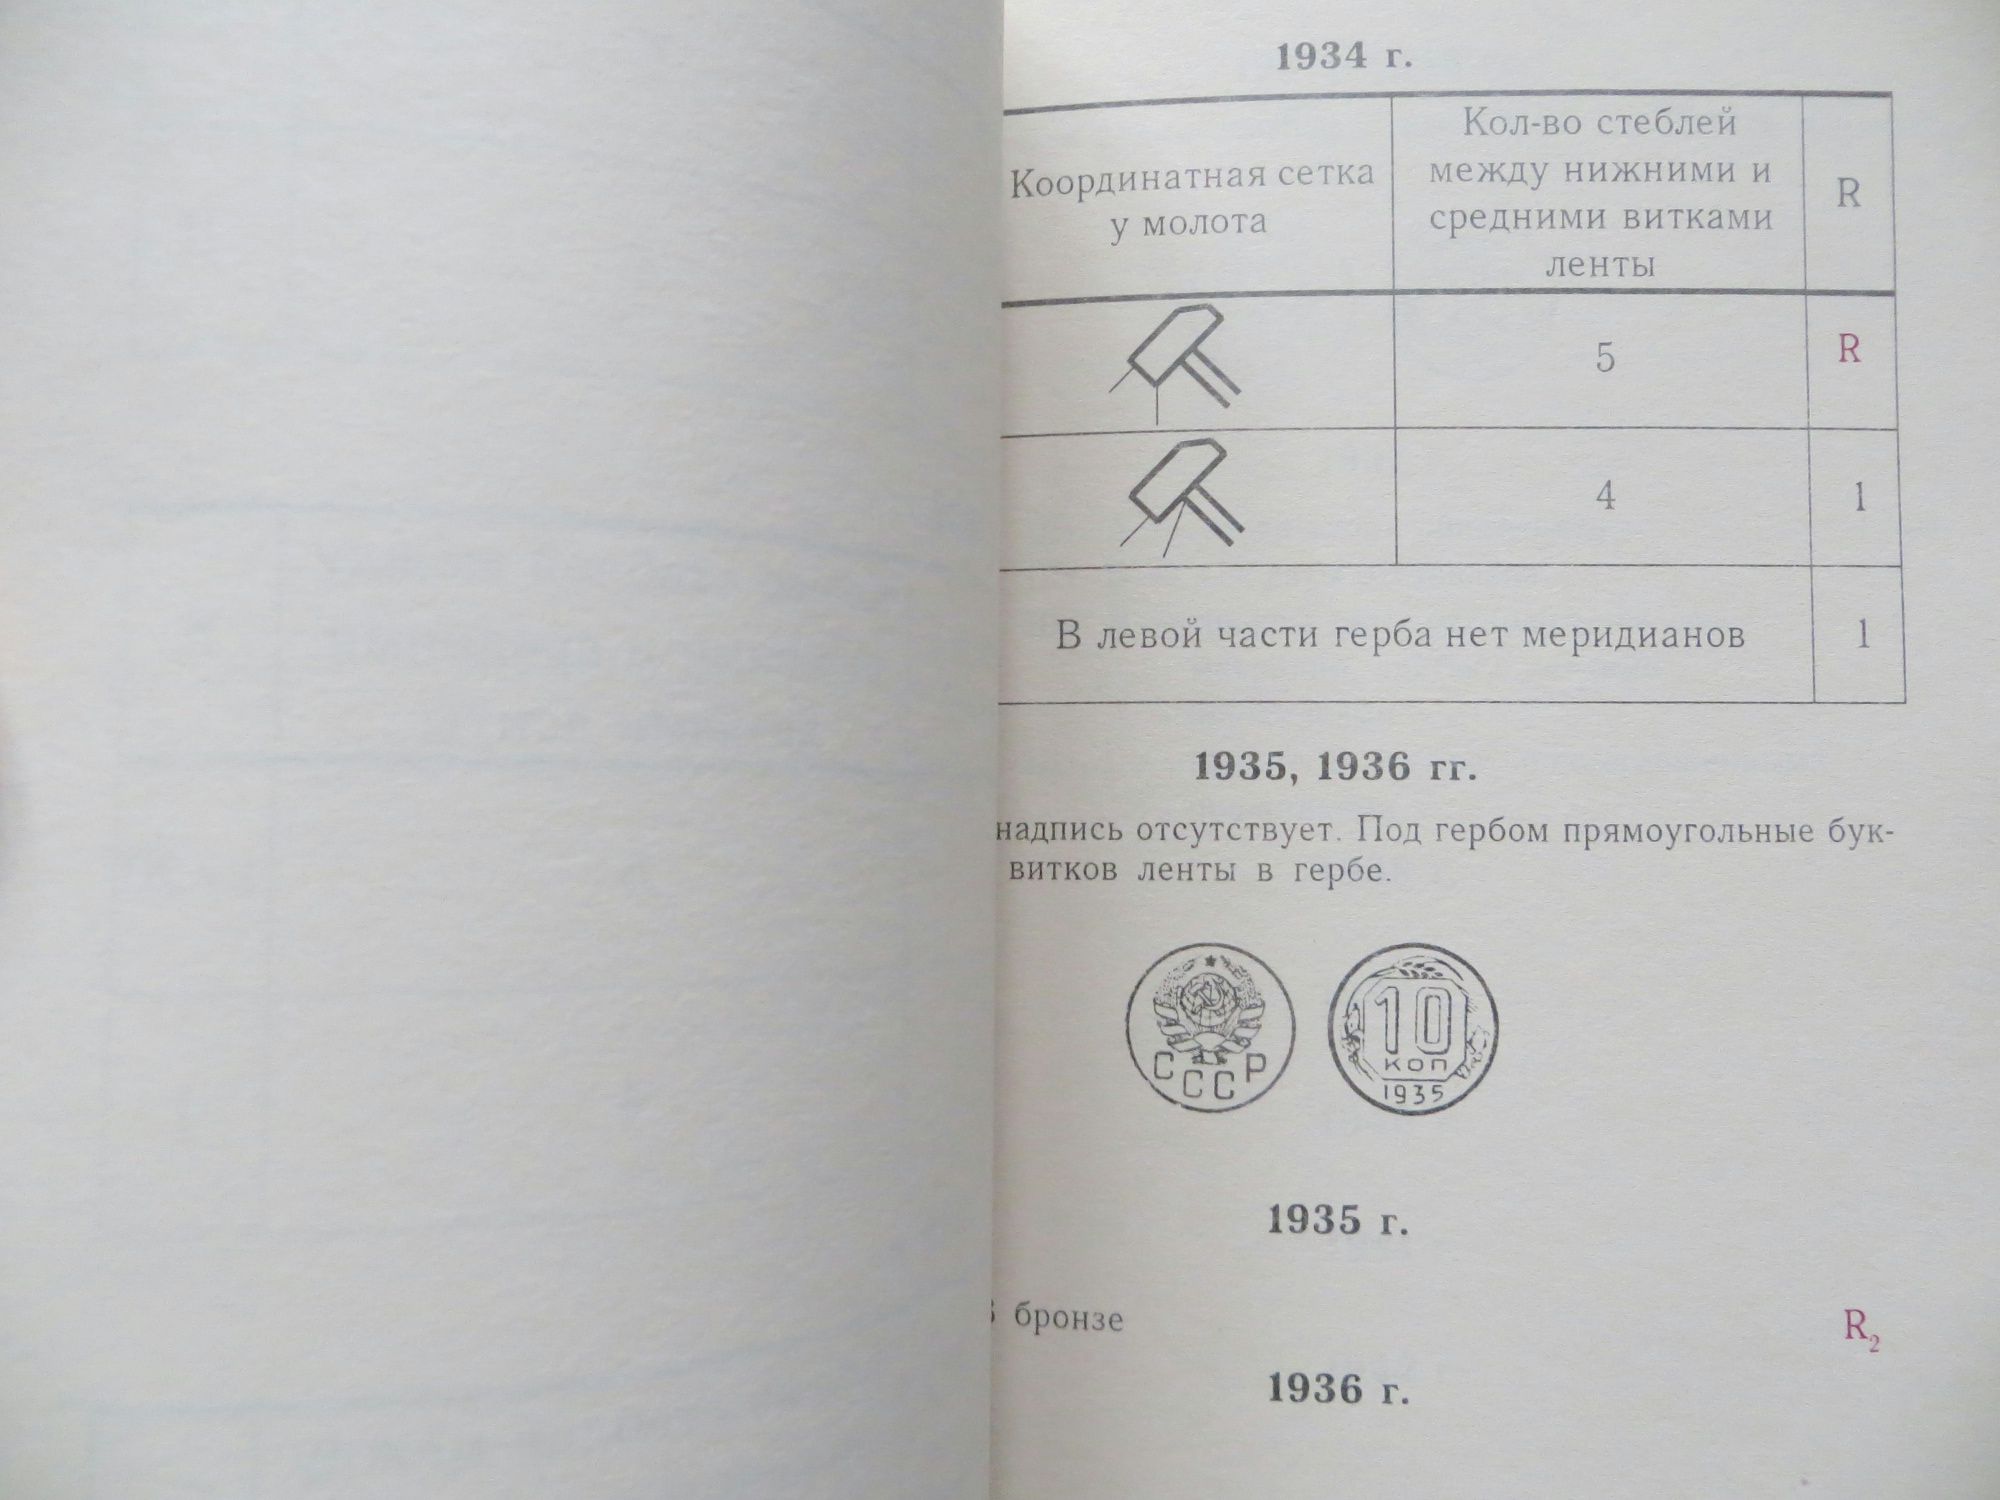 1934 г.
Координатная сетка
у молота
Кол-во стеблей
между нижними и
средними витками
ленты
R
5
R
4
1
В левой части герба нет меридианов
1
1935, 1936 гг.
надпись отсутствует. Под гербом прямоугольные бук-
витков ленты в гербе.
СССР
10
КОП
1935
1935 г.
бронзе
R2
1936 г.